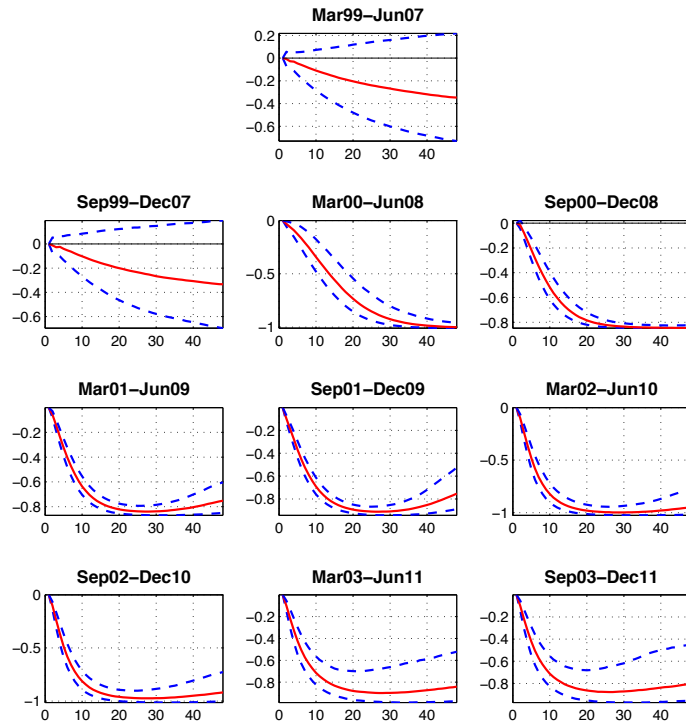 Mar99−Jun07
0.2
0
−0.2
−0.4
−0.6
0 10 20 30 40
Sep99−Dec07 Mar00−Jun08 Sep00−Dec08
0 0 0
−0.2 −0.2
−0.4 −0.5 −0.4
−0.6 −0.6
−1 −0.8
0 10 20 30 40 0 10 20 30 40 0 10 20 30 40
Mar01−Jun09 Sep01−Dec09 Mar02−Jun10
0
−0.2 −0.2
−0.4 −0.4 −0.5
−0.6 −0.6
−0.8 −0.8 −1
0 10 20 30 40 0 10 20 30 40 0 10 20 30 40
Sep02−Dec10 Mar03−Jun11 Sep03−Dec11
0
−0.2 −0.2
−0.5 −0.4 −0.4
−0.6 −0.6
−0.8 −0.8
−1
0 10 20 30 40 0 10 20 30 40 0 10 20 30 40